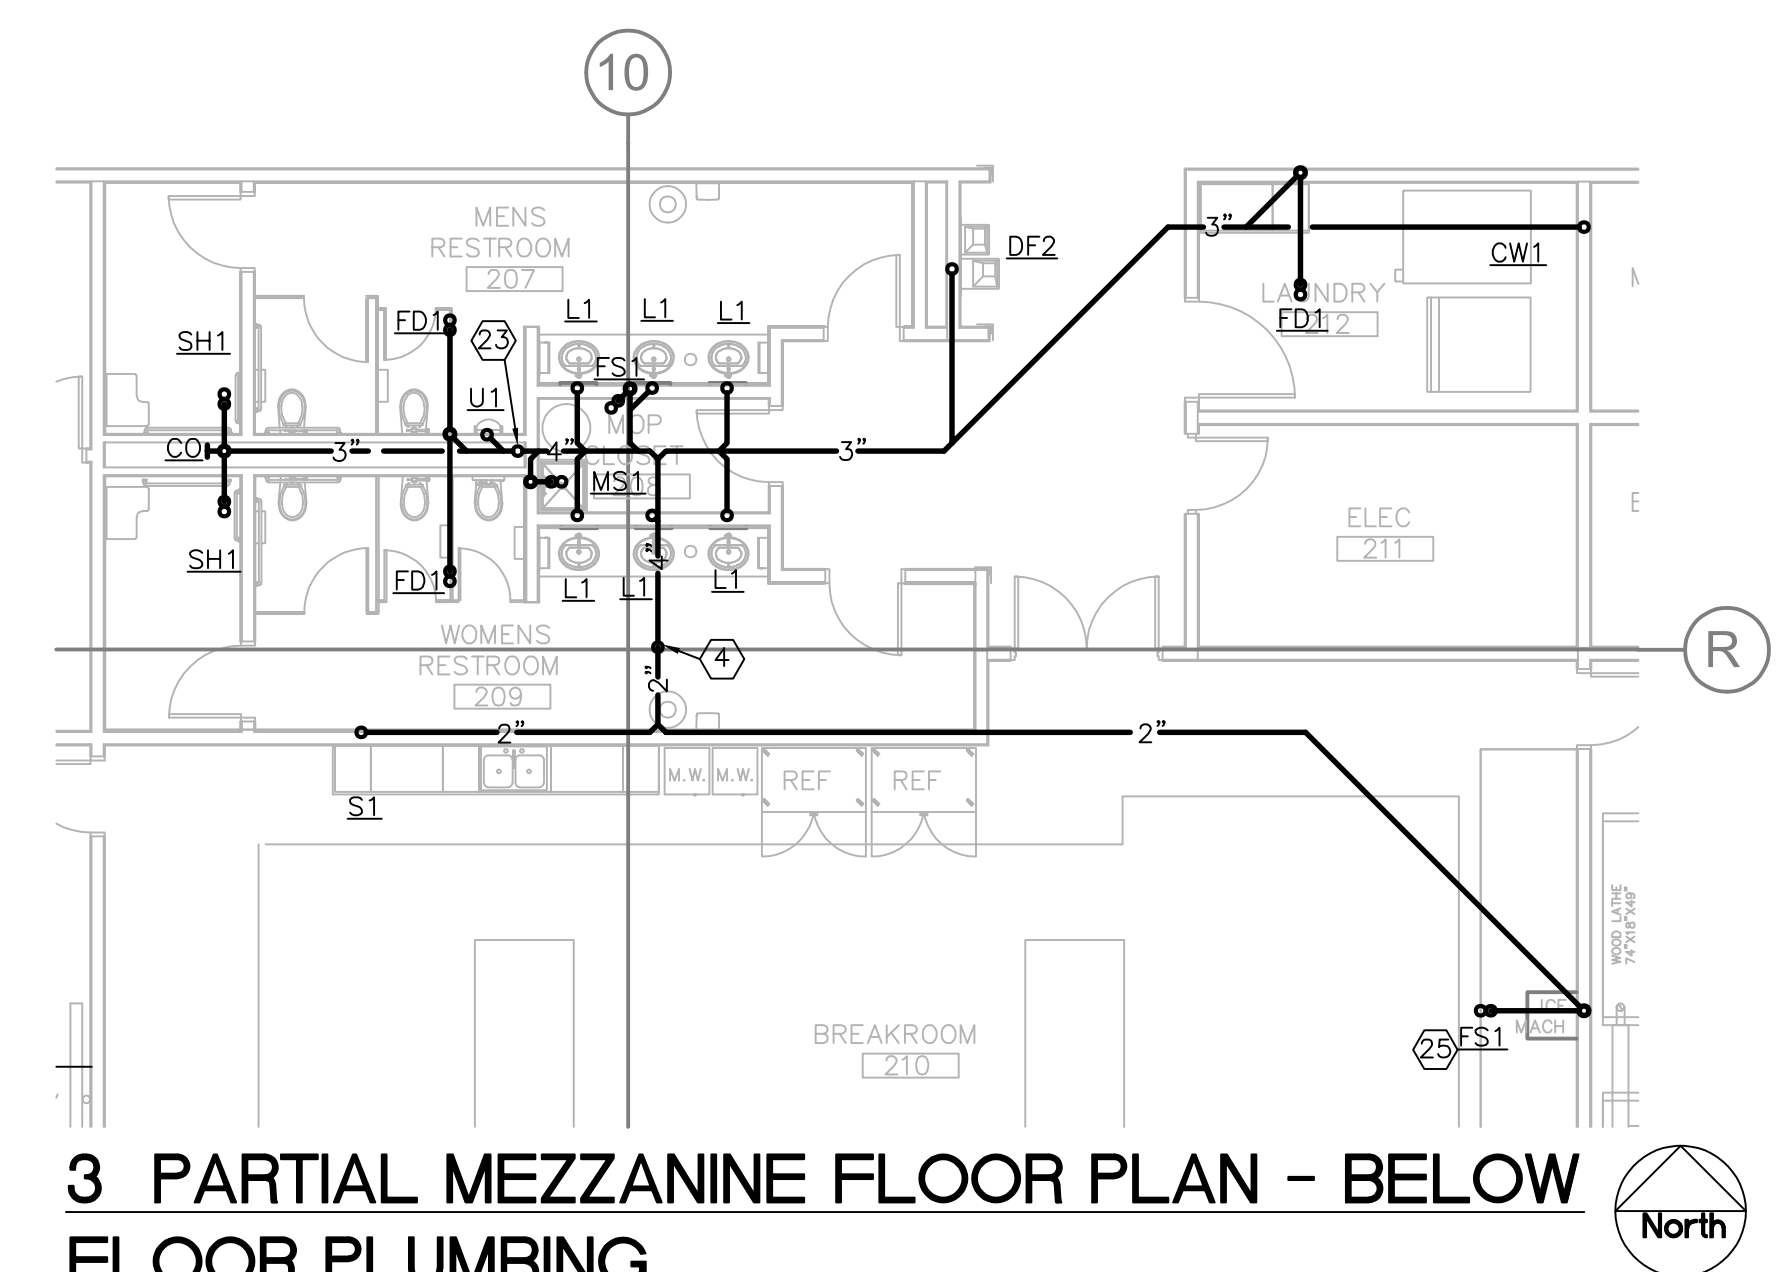 10
MENS
RESTROOM
207
DF2
3”
CW1
LAUNDRY
212
FD1
L1
L1
L1
FD1
23
SH1
FS1
U1
MOP
CLOSET
CO
3”
4”
3”
MS1
ELEC
211
SH1
FD1
4”
L1
L1
L1
WOMENS
RESTROOM
209
4
R
2”
2”
2”
M.W.
M.W.
REF
REF
S1
WOOD LATHE
74"X18"X49"
ICE
MACH
BREAKROOM
210
25
FS1
3 PARTIAL MEZZANINE FLOOR PLAN - BELOW
FLOOR PLUMBING
North